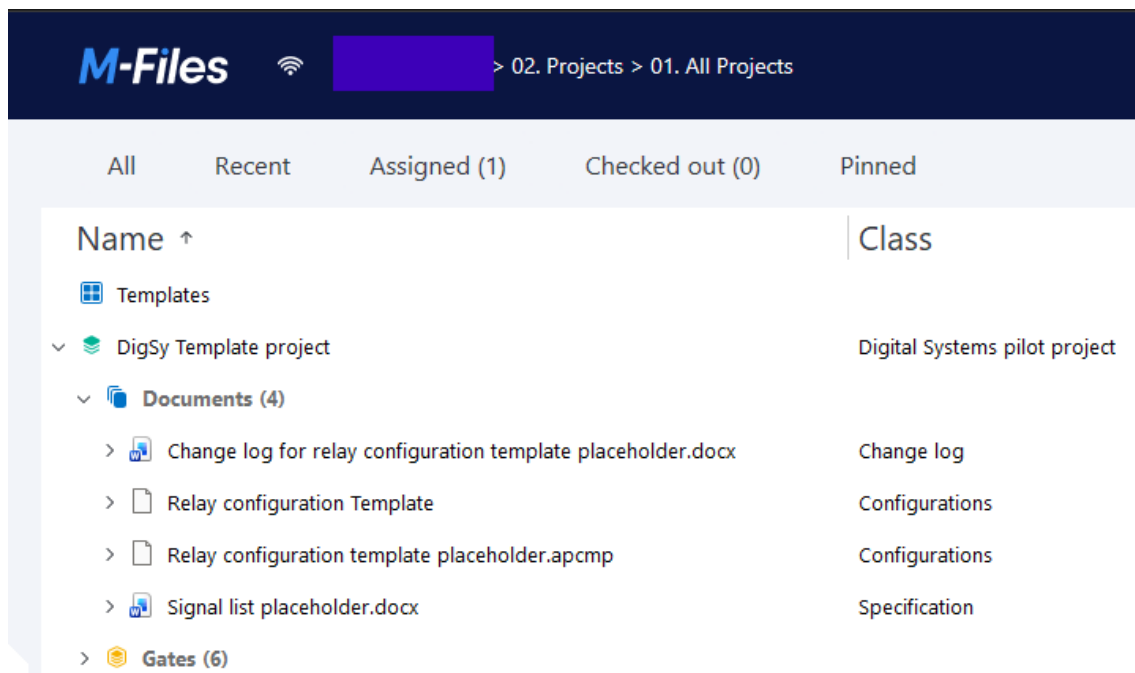 M-Files > 02. Projects > 01. All Projects
All Recent Assigned (1) Checked out (0) Pinned
Name ↑ Class
Templates
DigSy Template project Digital Systems pilot project
Documents (4)
Change log for relay configuration template placeholder.docx Change log
Relay configuration Template Configurations
Relay configuration template placeholder.apcmp Configurations
Signal list placeholder.docx Specification
Gates (6)